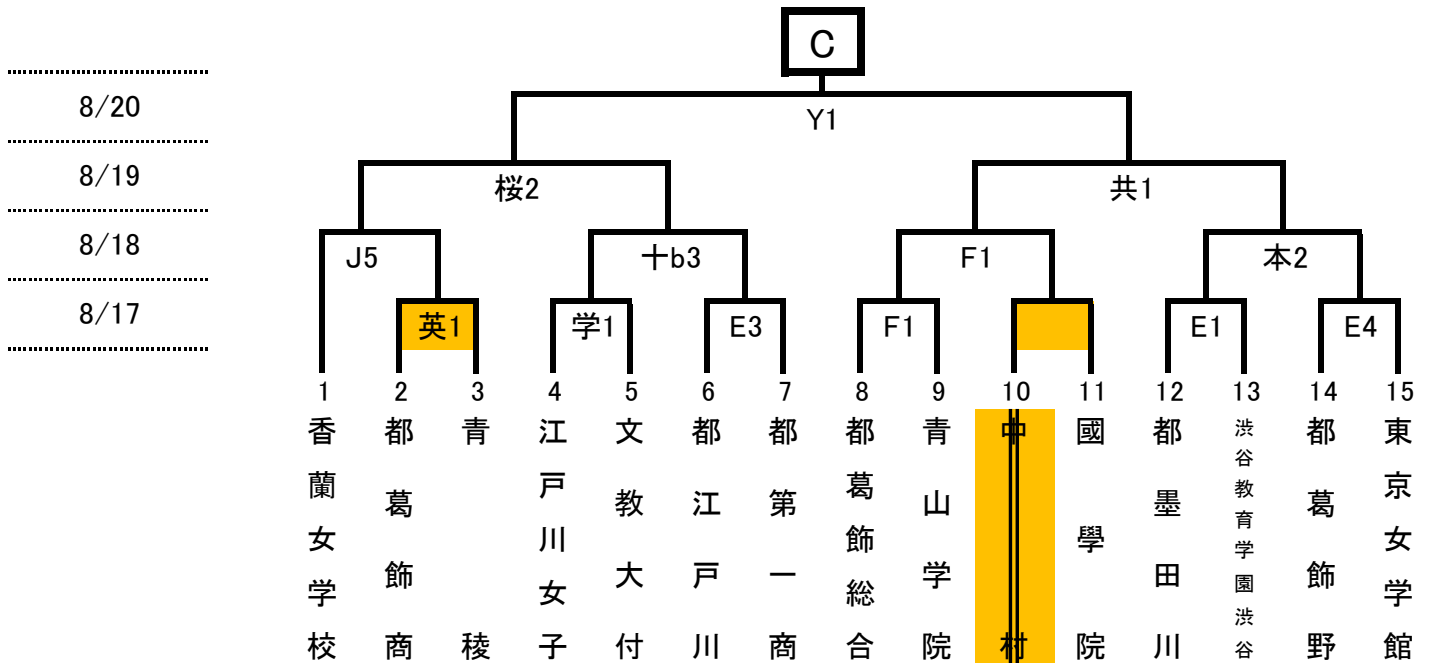 C
8/20
Y1
8/19
桜2
共1
8/18
J5
十b3
F1
本2
8/17
英1
学1
E3
F1
E1
E4
1
2
3
4
5
6
7
8
9
10
11
12
13
14
15
香蘭女学校
都葛飾商
青稜
江戸川女子
文教大付
都江戸川
都第一商
都葛飾総合
青山学院
中村
國學院
都墨田川
渋谷教育学園渋谷
都葛飾野
東京女学館